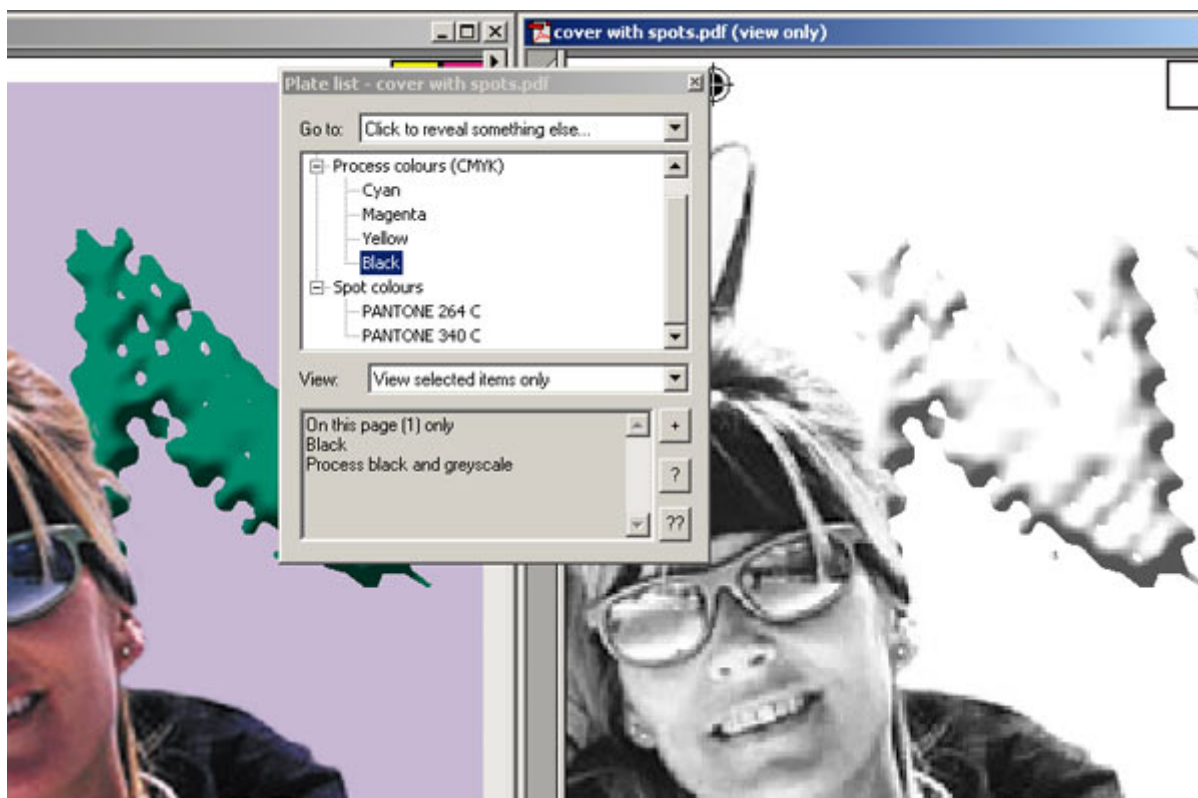 cover with spots.pdf (view only)
Plate list - cover with spots.pdf
Go to: Click to reveal something else...
Process colours (CMYK)
Cyan
Magenta
Yellow
Black
Spot colours
PANTONE 264 C
PANTONE 340 C
View: View selected items only
On this page (1) only
Black
Process black and greyscale
+
?
??